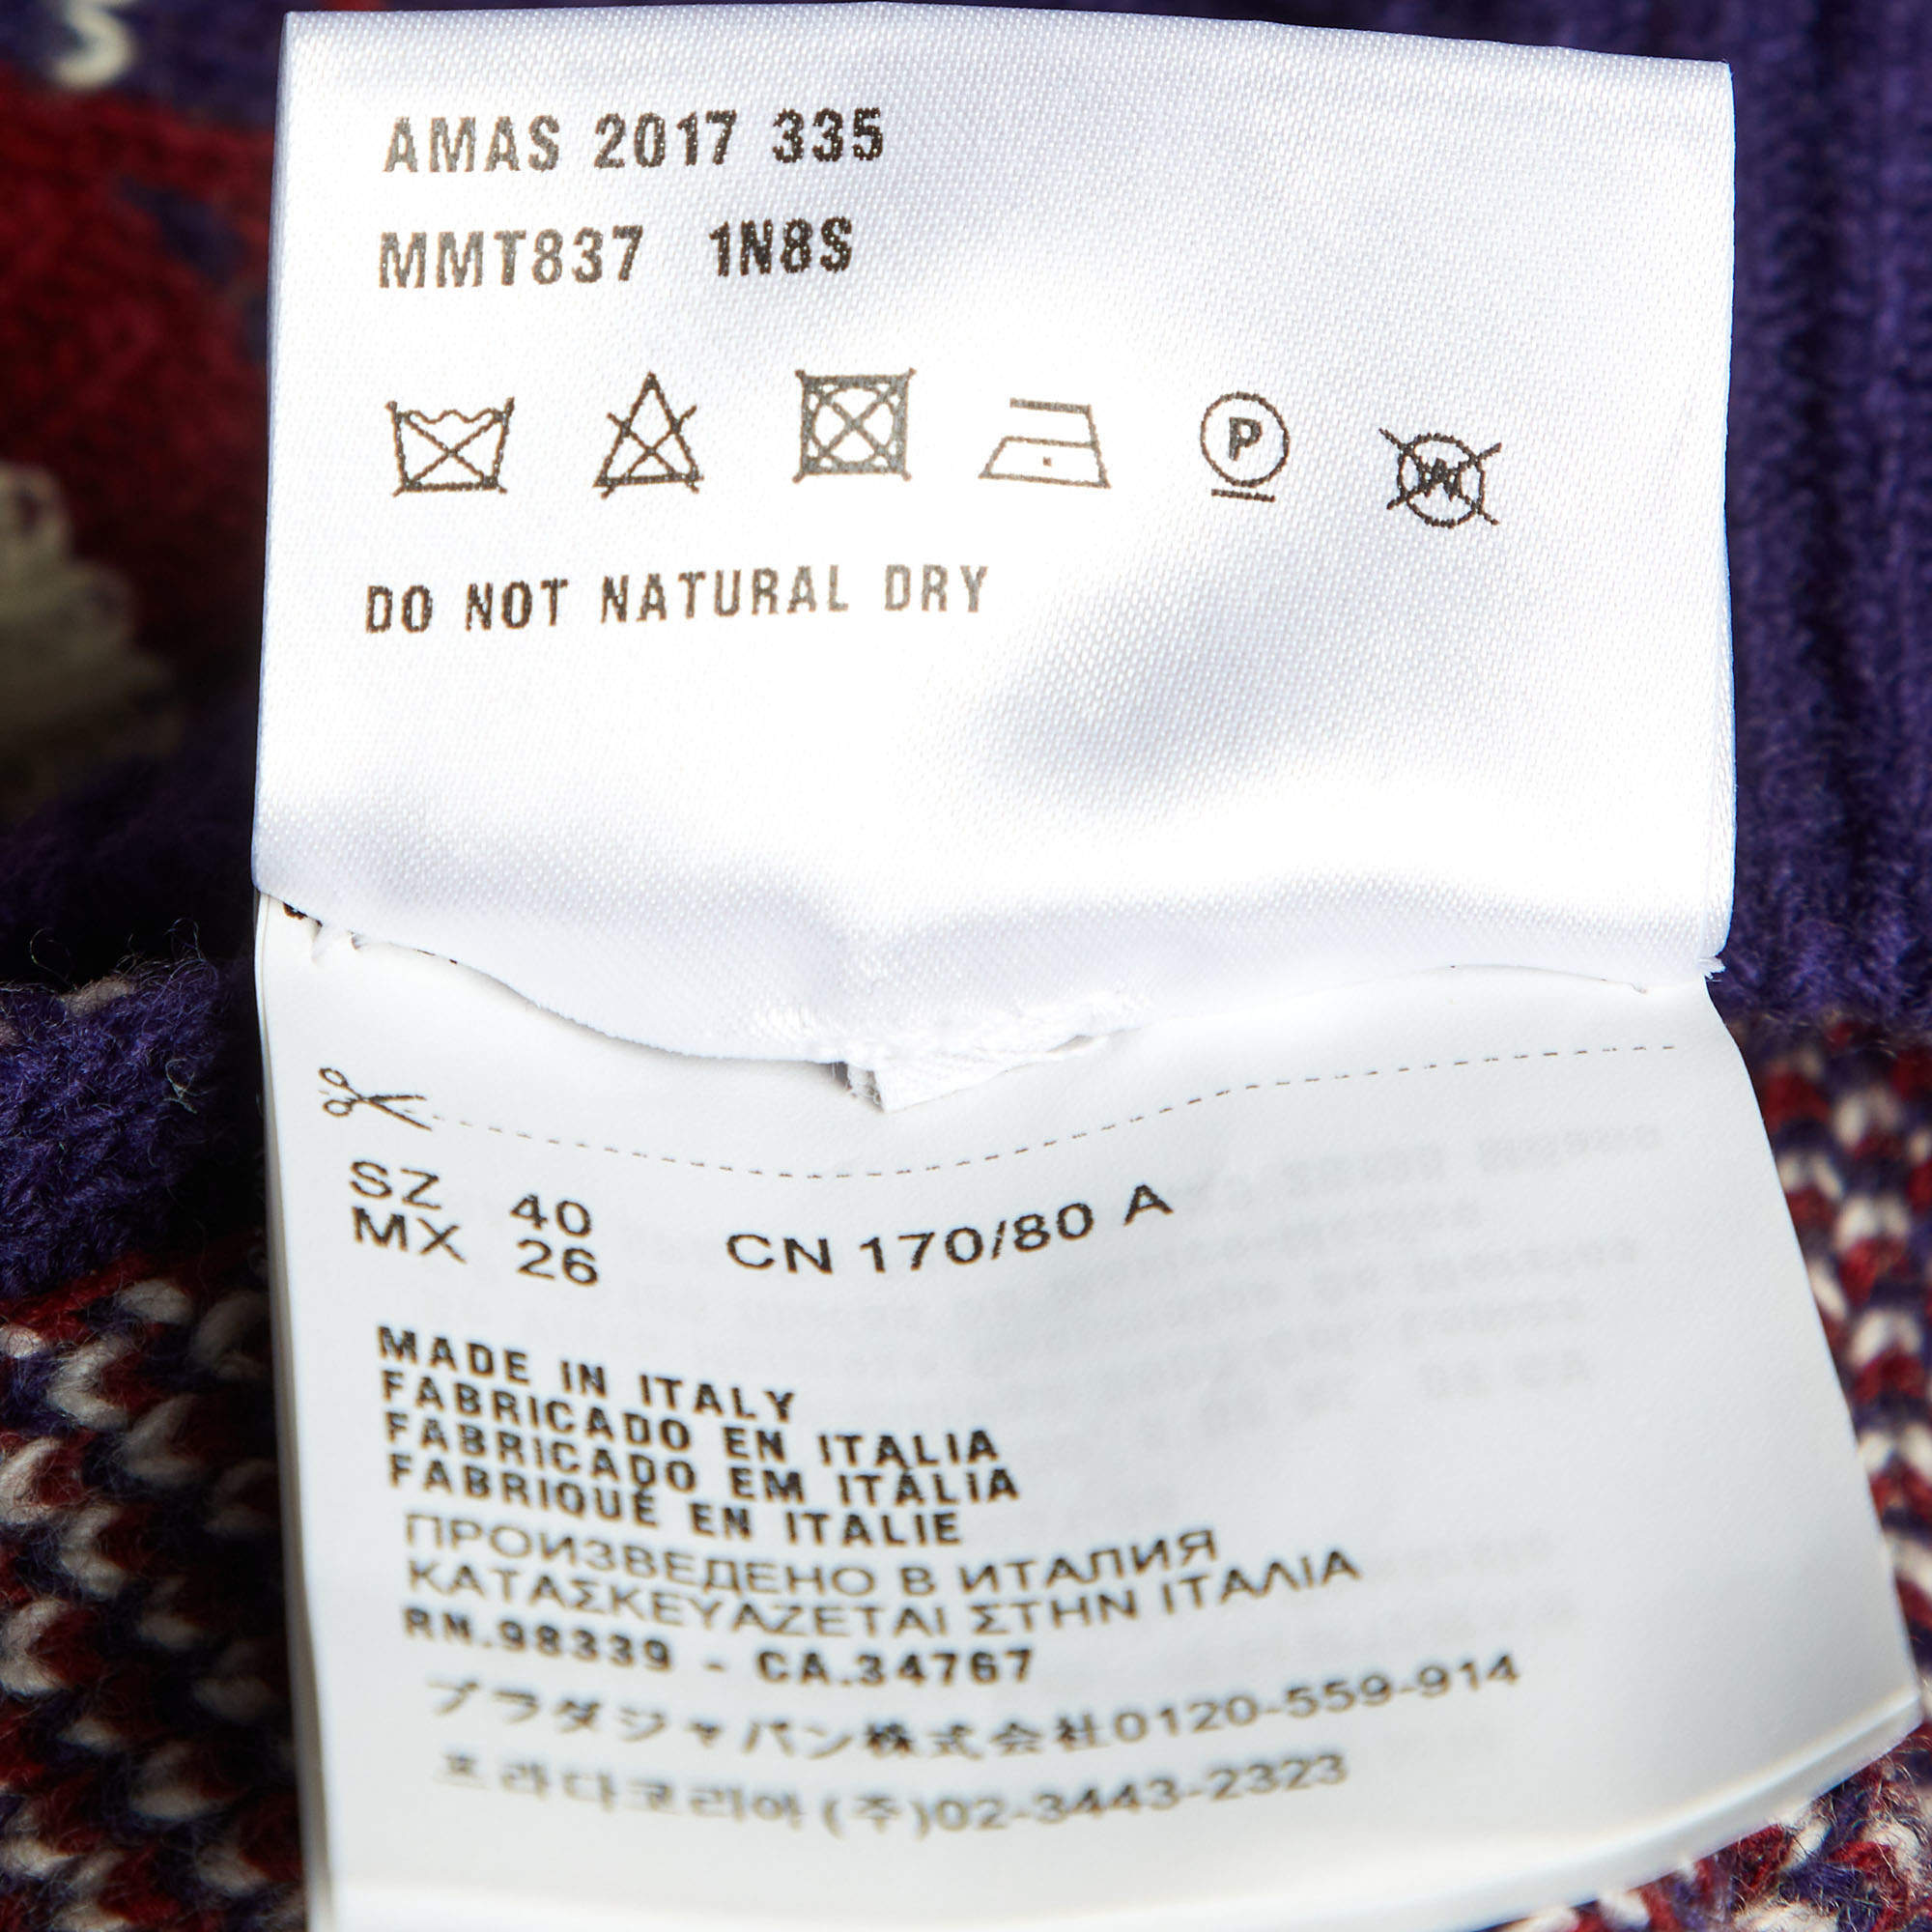 AMAS 2017 335
MMT837 1N8S
P
W
DO NOT NATURAL DRY
SZ 40
MX 26
CN 170/80 A
MADE IN ITALY
FABRICADO EN ITALIA
FABRICADO EM ITÁLIA
FABRIQUÉ EN ITALIE
ПРОИЗВЕДЕНО В ИТАЛИЯ
ΚΑΤΑΣΚΕΥΑΖΕΤΑΙ ΣΤΗΝ ΙΤΑΛΙΑ
RN.98339 - CA.34767
プラダジャパン株式会社0120-559-914
프라다코리아(주)02-3443-2323